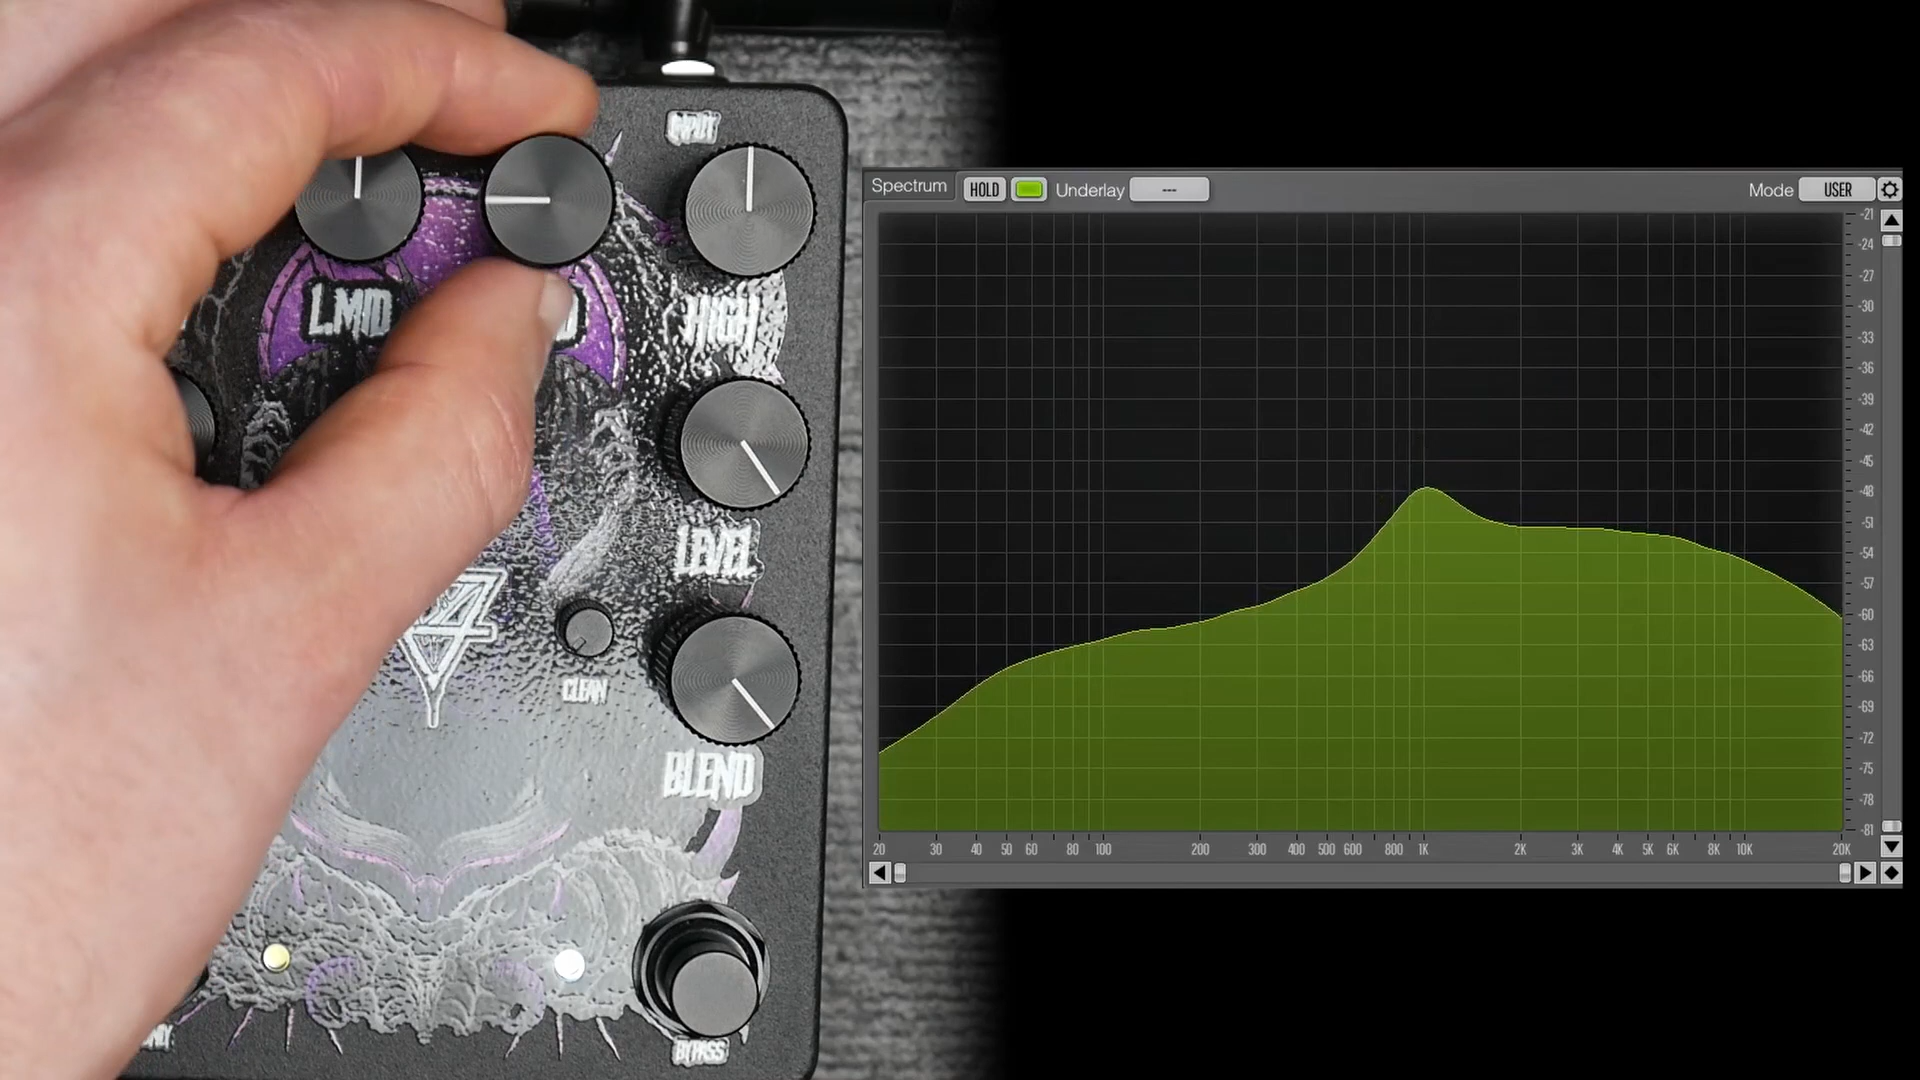 INPUT
L.MID
D
HIGH
LEVEL
CLEAN
BLEND
BYPASS
Spectrum
HOLD
Underlay
---
Mode
USER
-21
-24
-27
-30
-33
-36
-39
-42
-45
-48
-51
-54
-57
-60
-63
-66
-69
-72
-75
-78
-81
20 30 40 50 60 80 100 200 300 400 500 600 800 1K 2K 3K 4K 5K 6K 8K 10K 20K